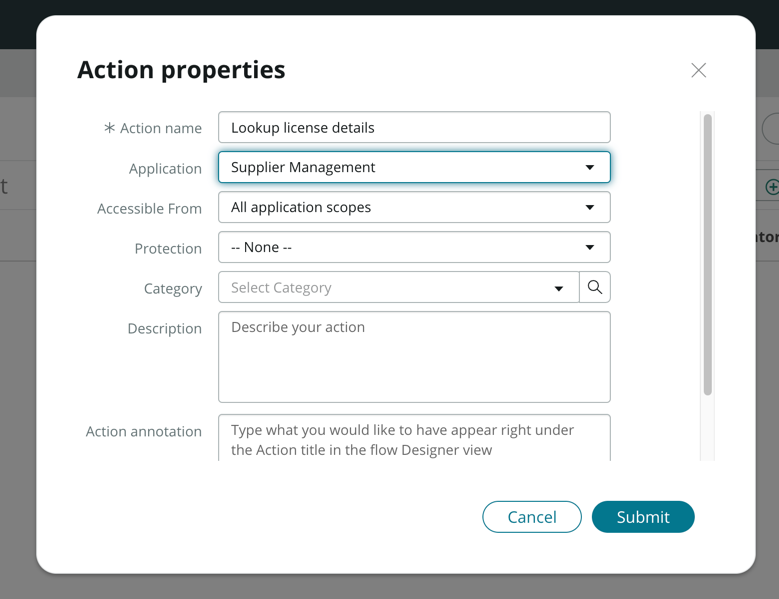 Action properties
* Action name Lookup license details
Application Supplier Management
Accessible From All application scopes
Protection -- None --
Category Select Category
Description Describe your action
Action annotation Type what you would like to have appear right under
the Action title in the flow Designer view
Cancel Submit